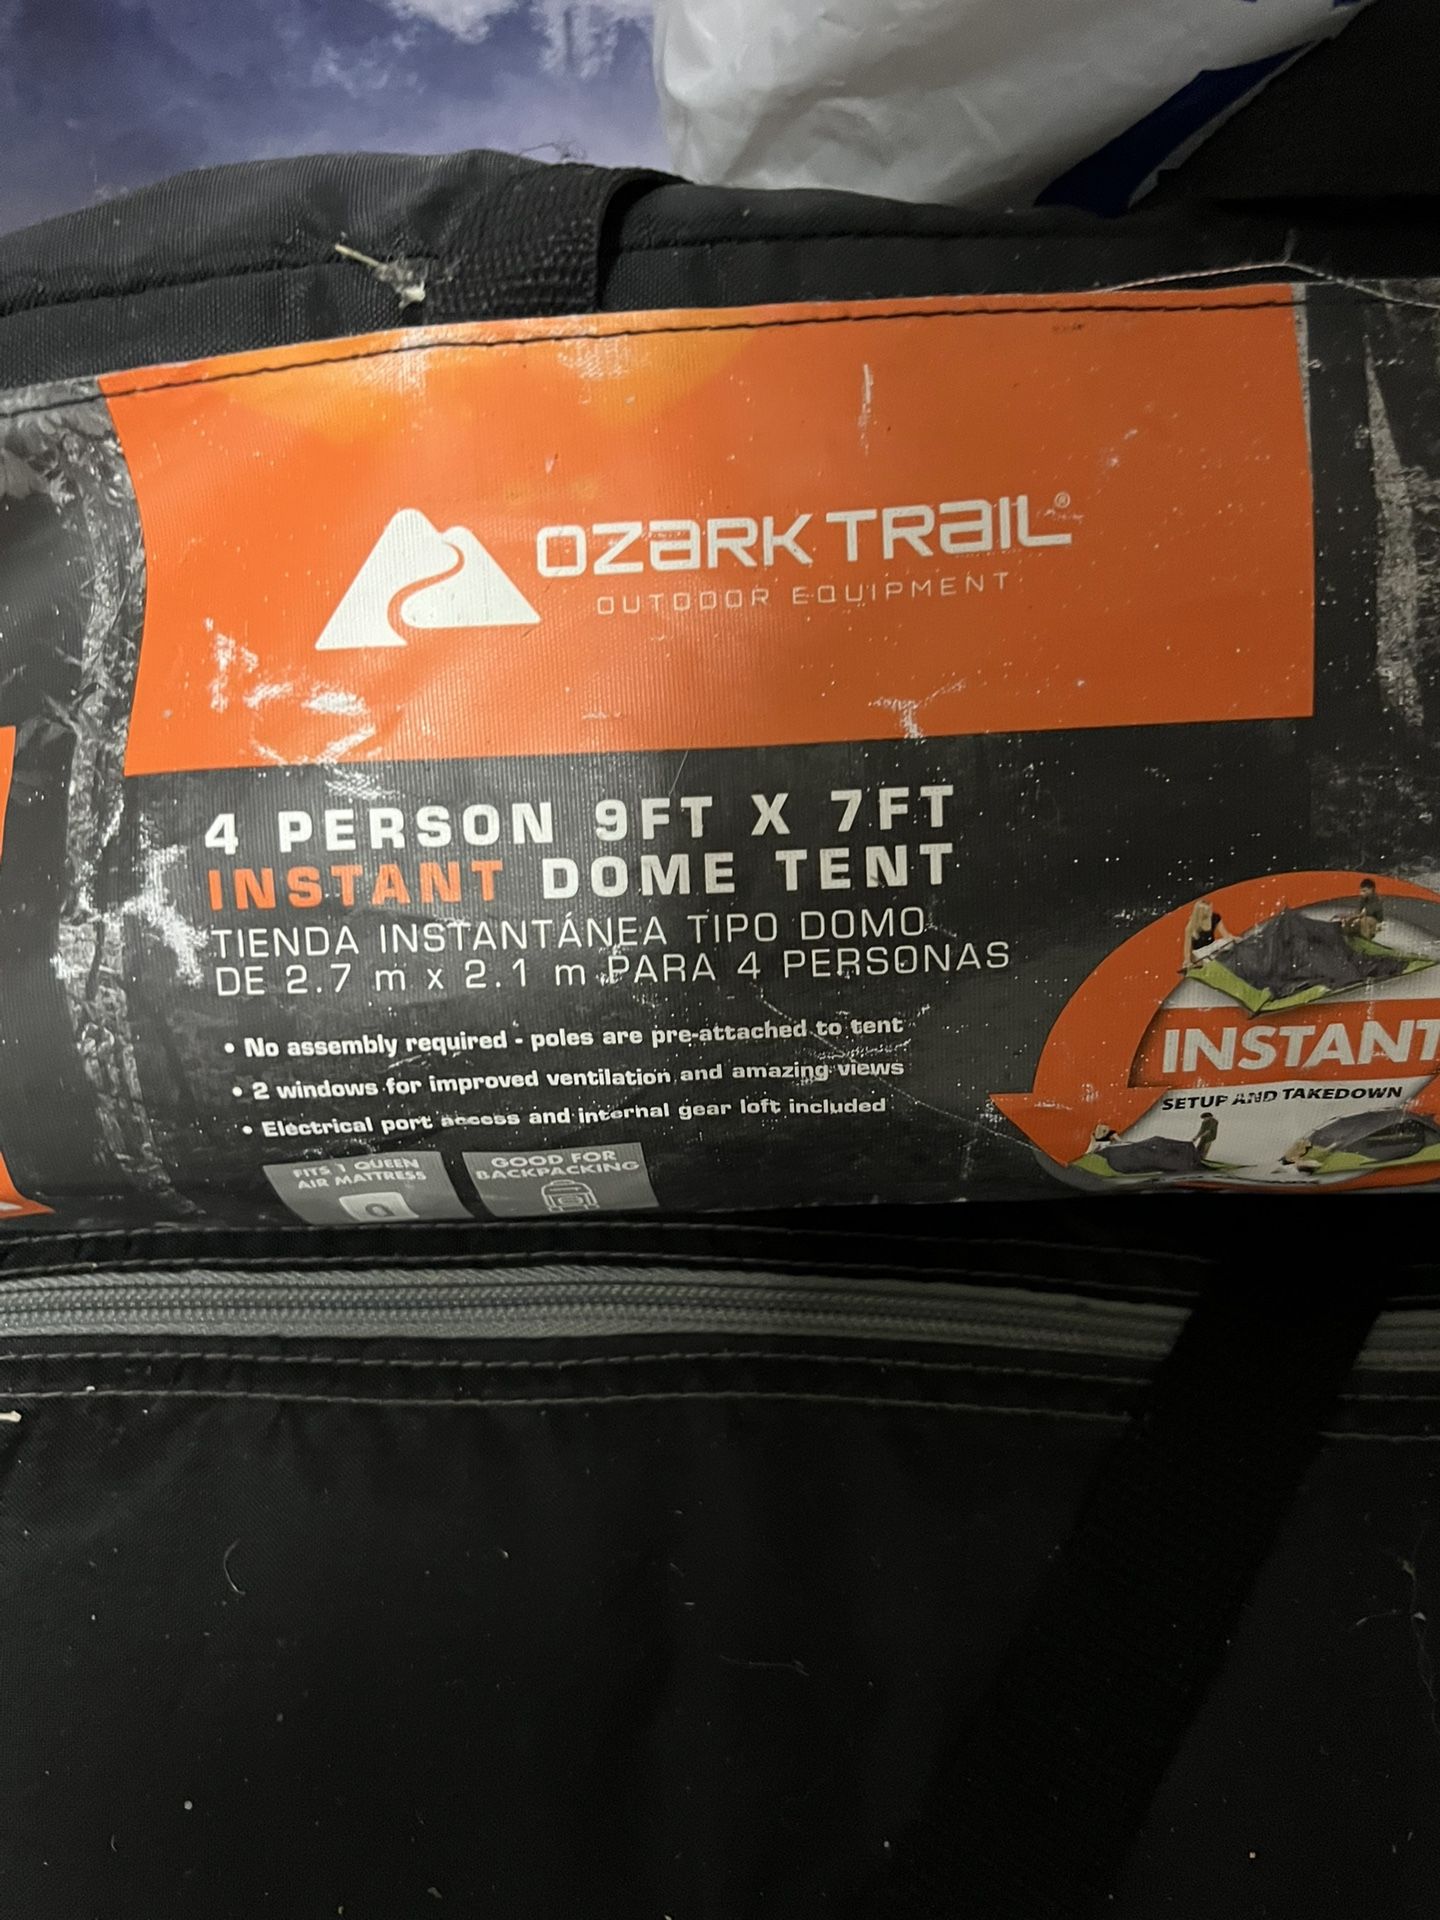 OZARK TRAIL®
OUTDOOR EQUIPMENT
4 PERSON 9FT X 7FT
INSTANT DOME TENT
TIENDA INSTANTÁNEA TIPO DOMO
DE 2.7 m x 2.1 m PARA 4 PERSONAS
• No assembly required - poles are pre-attached to tent
• 2 windows for improved ventilation and amazing views
• Electrical port access and internal gear loft included
FITS 1 QUEEN
AIR MATTRESS
Q
GOOD FOR
BACKPACKING
INSTANT
SETUP AND TAKEDOWN